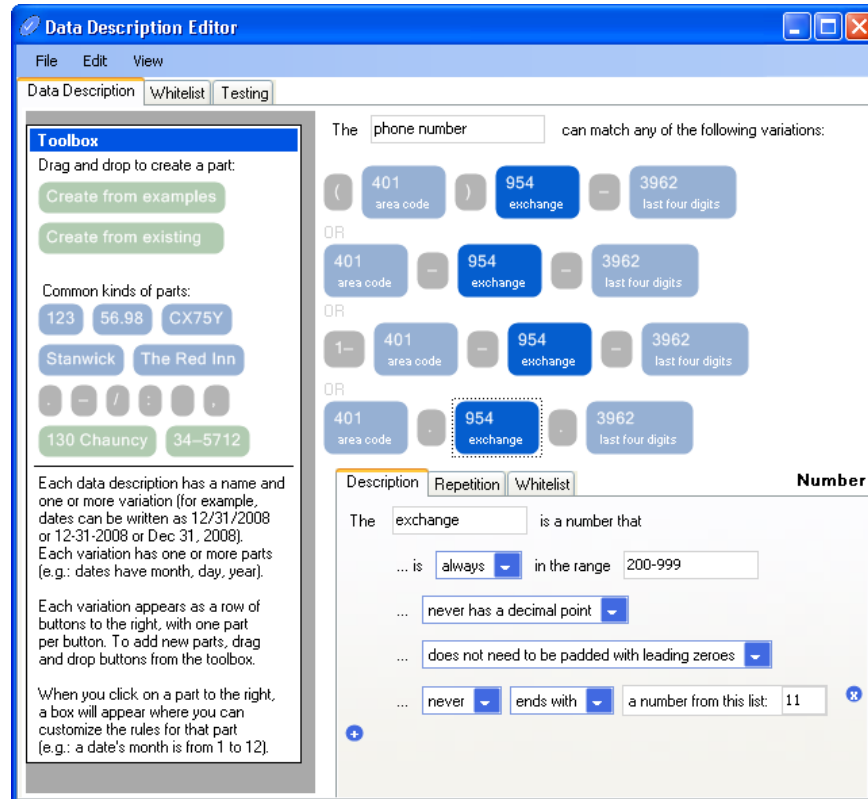 Data Description Editor
File Edit View
Data Description Whitelist Testing
Toolbox
Drag and drop to create a part:
Create from examples
Create from existing
Common kinds of parts:
123 56.98 CX75Y
Stanwick The Red Inn
. – / : ,
130 Chauncy 34–5712
Each data description has a name and
one or more variation (for example,
dates can be written as 12/31/2008
or 12-31-2008 or Dec 31, 2008).
Each variation has one or more parts
(e.g.: dates have month, day, year).
Each variation appears as a row of
buttons to the right, with one part
per button. To add new parts, drag
and drop buttons from the toolbox.
When you click on a part to the right,
a box will appear where you can
customize the rules for that part
(e.g.: a date's month is from 1 to 12).
The phone number can match any of the following variations:
( 401 ) 954 – 3962
area code exchange last four digits
OR
401 – 954 – 3962
area code exchange last four digits
OR
1– 401 – 954 – 3962
area code exchange last four digits
OR
401 . 954 . 3962
area code exchange last four digits
Description Repetition Whitelist Number
The exchange is a number that
... is always in the range 200-999
... never has a decimal point
... does not need to be padded with leading zeroes
... never ends with a number from this list: 11